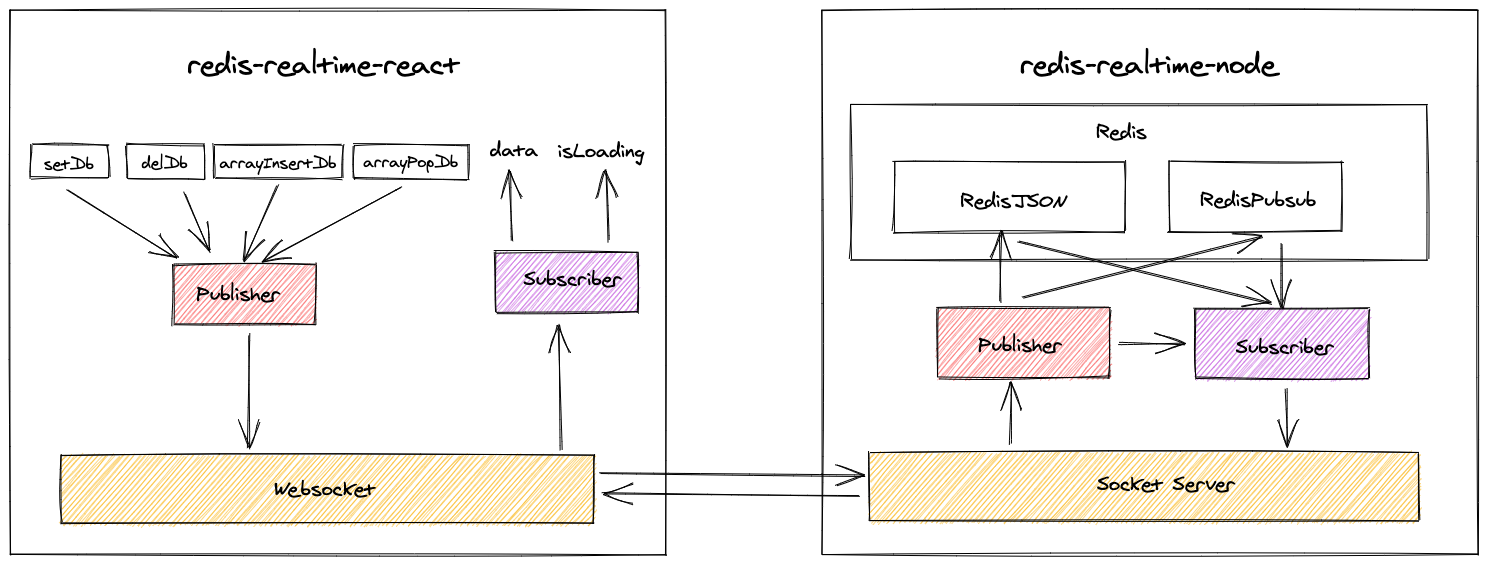 redis-realtime-react
setDb
delDb
arrayInsertDb
arrayPopDb
data
isLoading
Publisher
Subscriber
Websocket
redis-realtime-node
Redis
RedisJSON
RedisPubsub
Publisher
Subscriber
Socket Server